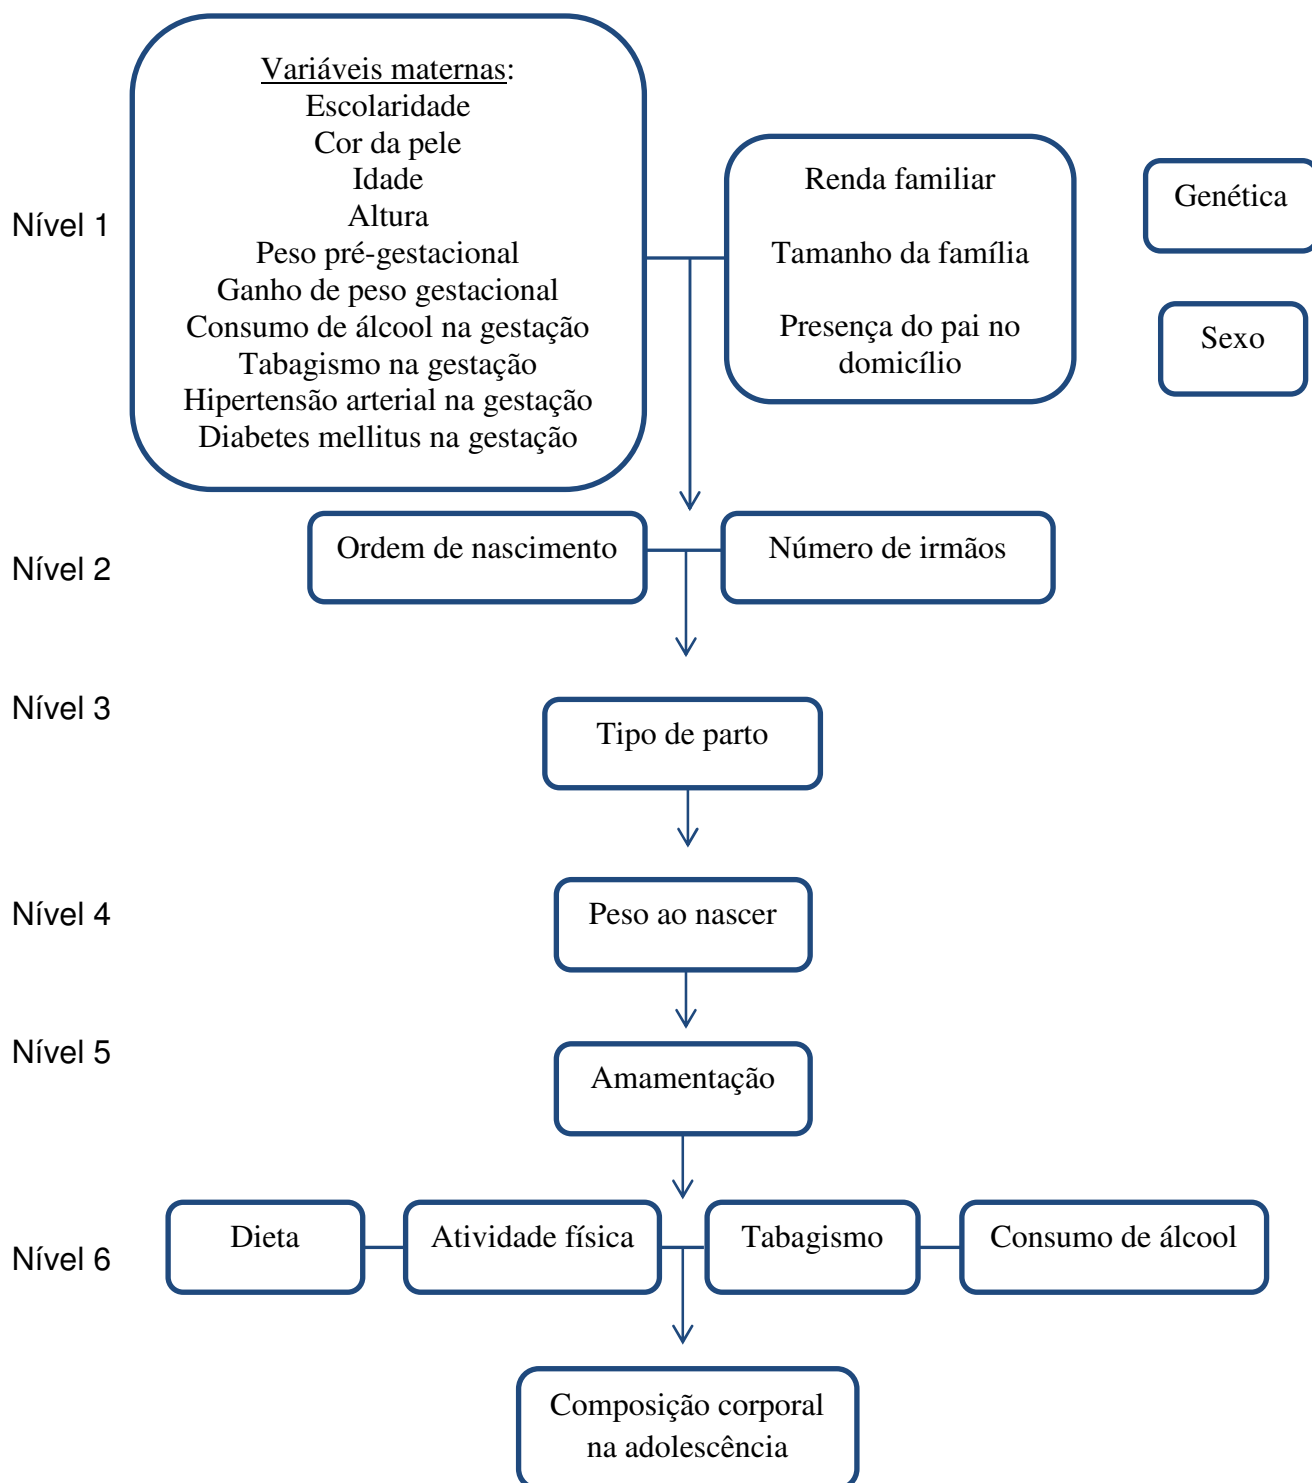 Nível 1
Variáveis maternas:
Escolaridade
Cor da pele
Idade
Altura
Peso pré-gestacional
Ganho de peso gestacional
Consumo de álcool na gestação
Tabagismo na gestação
Hipertensão arterial na gestação
Diabetes mellitus na gestação
Renda familiar
Tamanho da família
Presença do pai no
domicílio
Genética
Sexo
Nível 2
Ordem de nascimento
Número de irmãos
Nível 3
Tipo de parto
Nível 4
Peso ao nascer
Nível 5
Amamentação
Nível 6
Dieta
Atividade física
Tabagismo
Consumo de álcool
Composição corporal
na adolescência